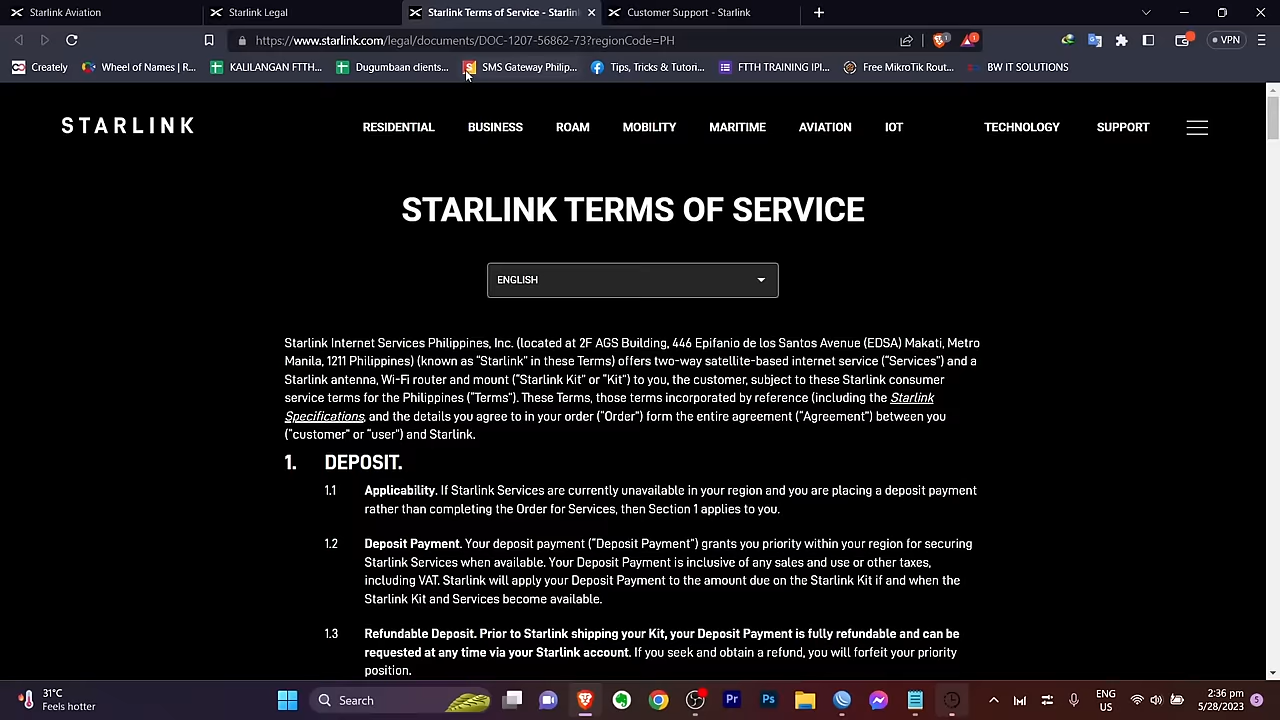 Starlink Aviation
Starlink Legal
Starlink Terms of Service - Starlin
Customer Support - Starlink
https://www.starlink.com/legal/documents/DOC-1207-56862-73?regionCode=PH
VPN
Creately
Wheel of Names | R...
KALILANGAN FTTH...
Dugumbaan clients...
SMS Gateway Philip...
Tips, Tricks & Tutori...
FTTH TRAINING IPI...
Free MikroTik Rout...
BW IT SOLUTIONS
STARLINK
RESIDENTIAL
BUSINESS
ROAM
MOBILITY
MARITIME
AVIATION
IOT
TECHNOLOGY
SUPPORT
STARLINK TERMS OF SERVICE
ENGLISH
Starlink Internet Services Philippines, Inc. (located at 2F AGS Building, 446 Epifanio de los Santos Avenue (EDSA) Makati, Metro
Manila, 1211 Philippines) (known as “Starlink” in these Terms) offers two-way satellite-based internet service (“Services”) and a
Starlink antenna, Wi-Fi router and mount (“Starlink Kit” or “Kit”) to you, the customer, subject to these Starlink consumer
service terms for the Philippines (“Terms”). These Terms, those terms incorporated by reference (including the Starlink
Specifications, and the details you agree to in your order (“Order”) form the entire agreement (“Agreement”) between you
(“customer” or “user”) and Starlink.
1. DEPOSIT.
1.1 Applicability. If Starlink Services are currently unavailable in your region and you are placing a deposit payment
rather than completing the Order for Services, then Section 1 applies to you.
1.2 Deposit Payment. Your deposit payment (“Deposit Payment”) grants you priority within your region for securing
Starlink Services when available. Your Deposit Payment is inclusive of any sales and use or other taxes,
including VAT. Starlink will apply your Deposit Payment to the amount due on the Starlink Kit if and when the
Starlink Kit and Services become available.
1.3 Refundable Deposit. Prior to Starlink shipping your Kit, your Deposit Payment is fully refundable and can be
requested at any time via your Starlink account. If you seek and obtain a refund, you will forfeit your priority
position.
31°C
Feels hotter
Search
Pr
Ps
ENG
US
2:36 pm
5/28/2023
5